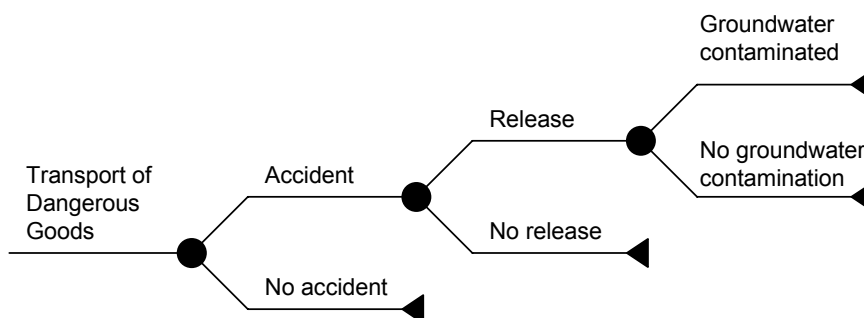 Groundwater
contaminated
Release
No groundwater
contamination
Transport of
Dangerous
Goods
Accident
No release
No accident